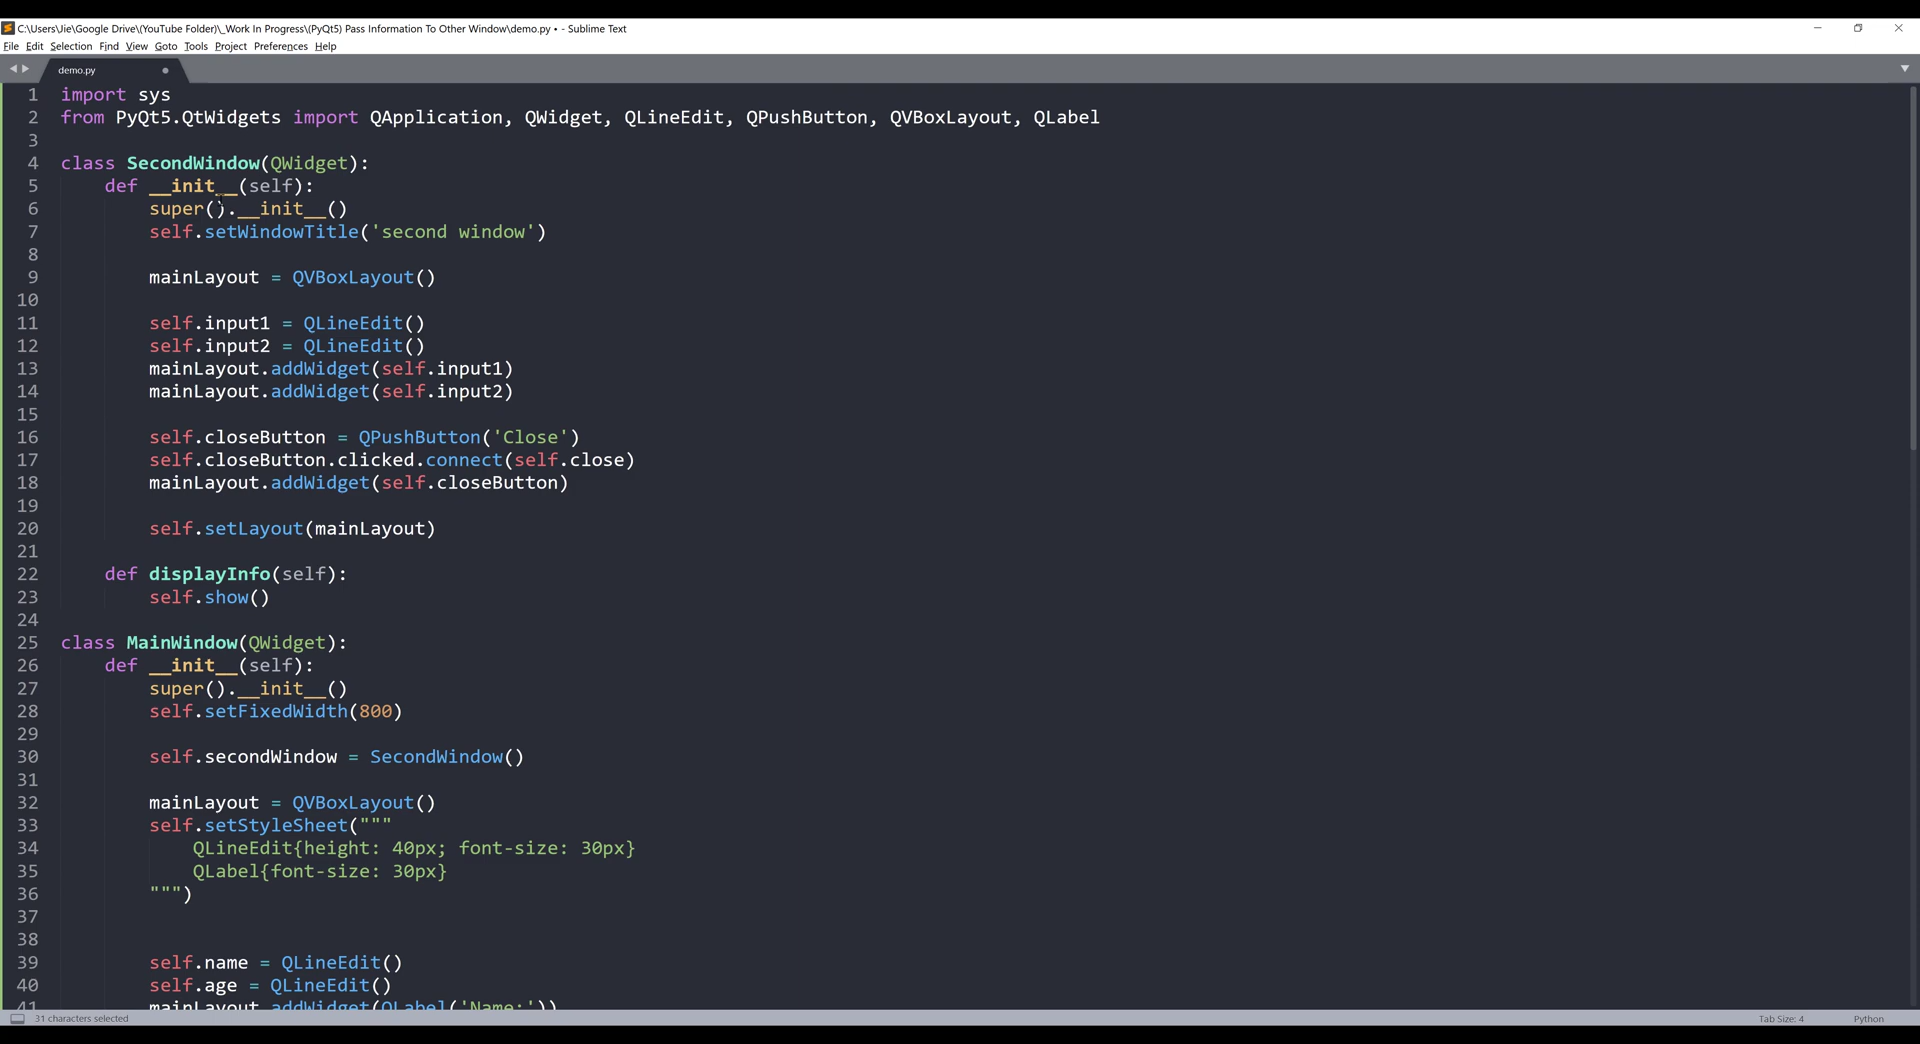 C:\Users\Jie\Google Drive\(YouTube Folder)\_Work In Progress\(PyQt5) Pass Information To Other Window\demo.py • - Sublime Text
File Edit Selection Find View Goto Tools Project Preferences Help
demo.py
1 import sys
2 from PyQt5.QtWidgets import QApplication, QWidget, QLineEdit, QPushButton, QVBoxLayout, QLabel
3
4 class SecondWindow(QWidget):
5     def __init__(self):
6         super().__init__()
7         self.setWindowTitle('second window')
8
9         mainLayout = QVBoxLayout()
10
11         self.input1 = QLineEdit()
12         self.input2 = QLineEdit()
13         mainLayout.addWidget(self.input1)
14         mainLayout.addWidget(self.input2)
15
16         self.closeButton = QPushButton('Close')
17         self.closeButton.clicked.connect(self.close)
18         mainLayout.addWidget(self.closeButton)
19
20         self.setLayout(mainLayout)
21
22     def displayInfo(self):
23         self.show()
24
25 class MainWindow(QWidget):
26     def __init__(self):
27         super().__init__()
28         self.setFixedWidth(800)
29
30         self.secondWindow = SecondWindow()
31
32         mainLayout = QVBoxLayout()
33         self.setStyleSheet("""
34             QLineEdit{height: 40px; font-size: 30px}
35             QLabel{font-size: 30px}
36         """)
37
38
39         self.name = QLineEdit()
40         self.age = QLineEdit()
41         mainLayout.addWidget(QLabel('Name:'))
31 characters selected
Tab Size: 4
Python